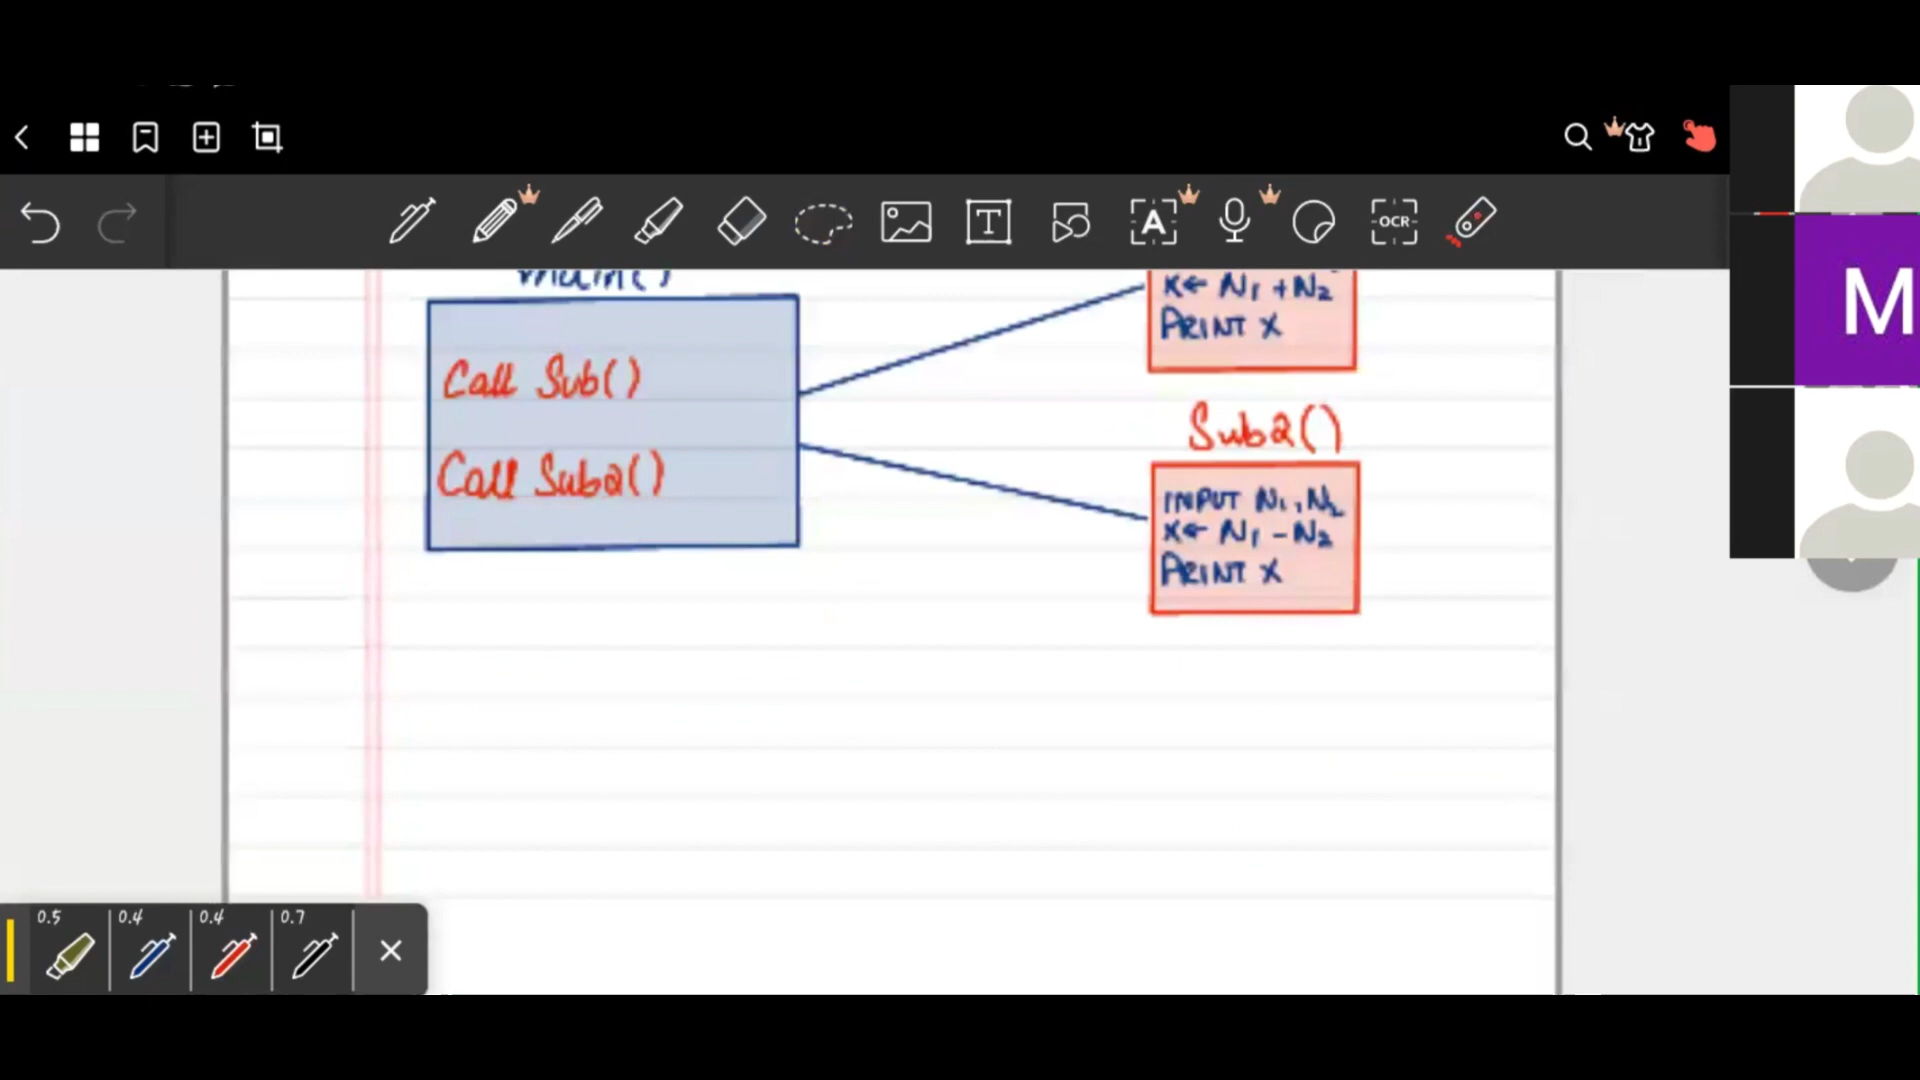 main()
Call Sub()
Call Sub2()
x← N1 + N2
PRINT x
Sub2()
INPUT N1, N2
x← N1 - N2
PRINT x
T
A
OCR
M
0.5
0.4
0.4
0.7